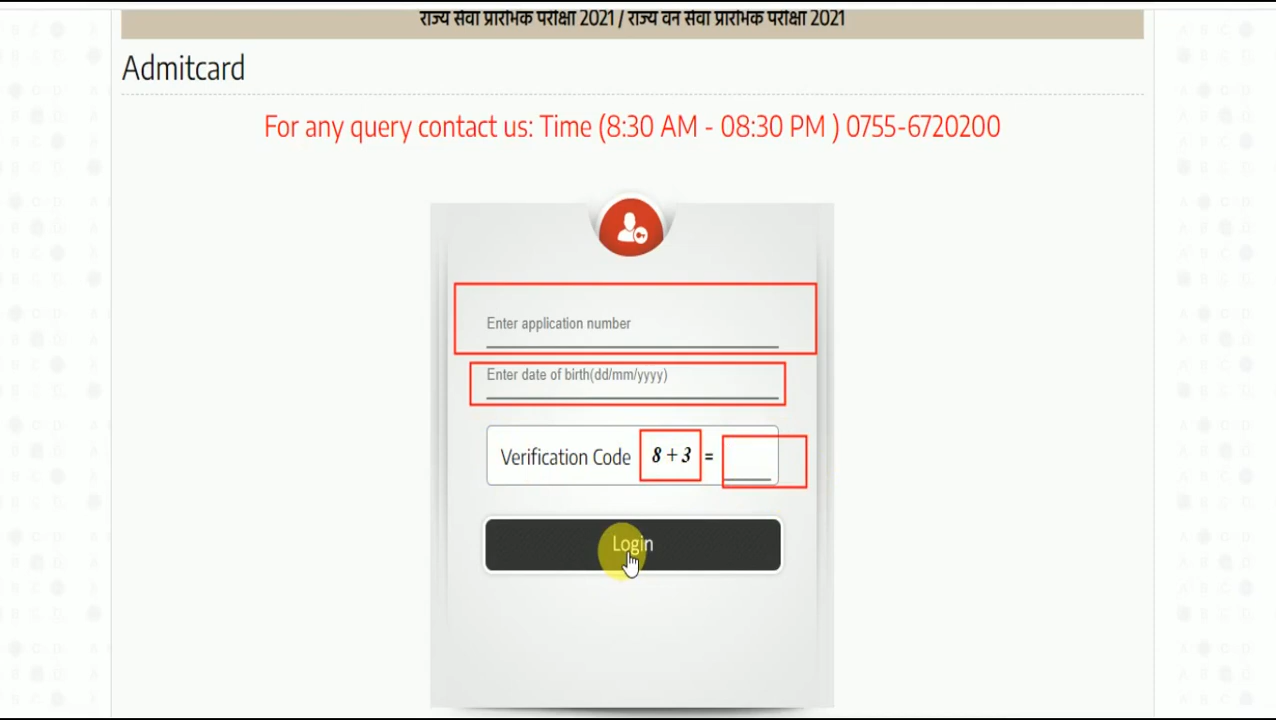 राज्य सेवा प्रारंभिक परीक्षा 2021 / राज्य वन सेवा प्रारंभिक परीक्षा 2021
Admitcard
For any query contact us: Time (8:30 AM - 08:30 PM ) 0755-6720200
Enter application number
Enter date of birth(dd/mm/yyyy)
Verification Code 8 + 3 =
Login